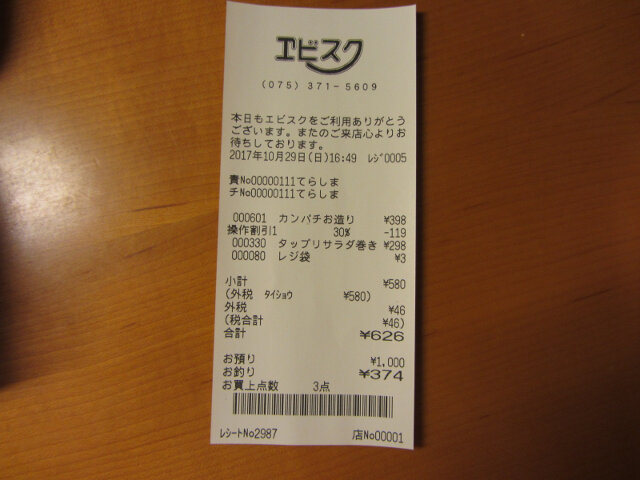 エビスク
(075)371-5609
本日もエビスクをご利用ありがとう
ございます。またのご来店心よりお
待ちしております。
2017年10月29日(日)16:49 ﾚｼﾞ0005
責No00000111てらしま
チNo00000111てらしま
000601 カンパチお造り ¥398
操作割引1 30% -119
000330 タップリサラダ巻き ¥298
000080 レジ袋 ¥3
小計 ¥580
(外税 ﾀｲｼｮｳ ¥580)
外税 ¥46
(税合計 ¥46)
合計 ¥626
お預り ¥1,000
お釣り ¥374
お買上点数 3点
ﾚｼｰﾄNo2987 店No00001